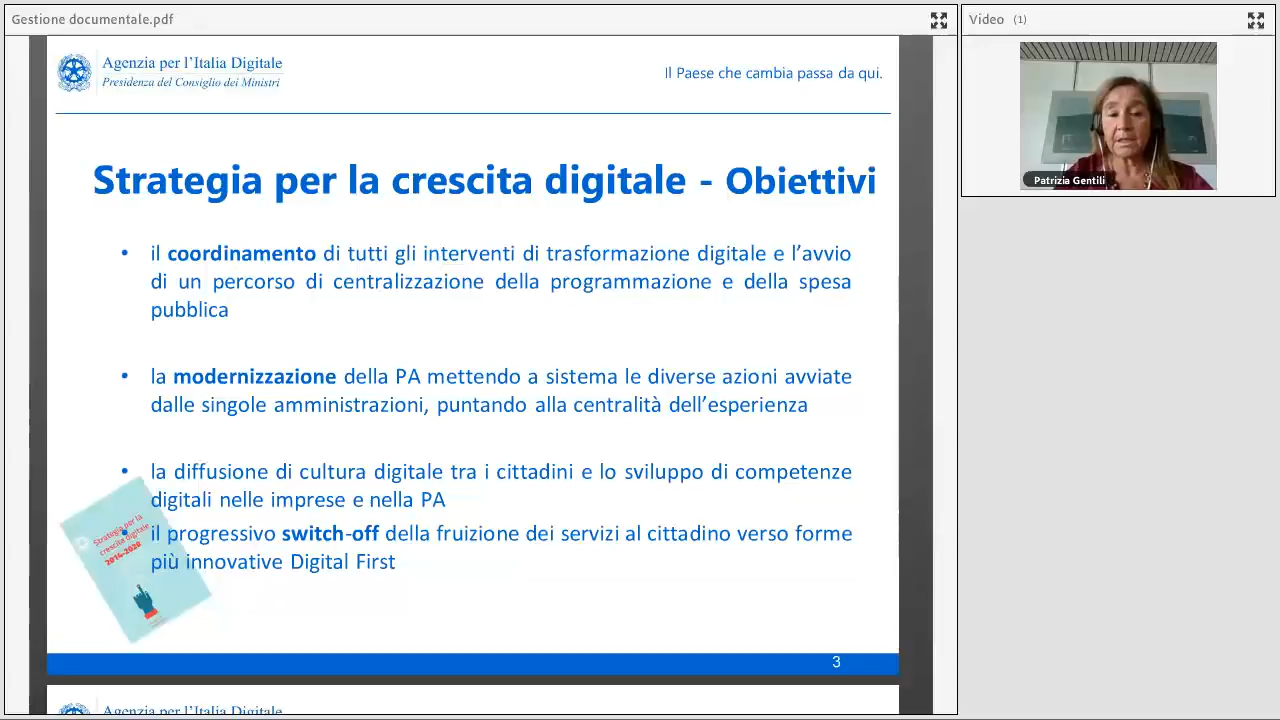 Gestione documentale.pdf
Video (1)
Agenzia per l'Italia Digitale
Presidenza del Consiglio dei Ministri
Il Paese che cambia passa da qui.
Strategia per la crescita digitale - Obiettivi
• il coordinamento di tutti gli interventi di trasformazione digitale e l’avvio
di un percorso di centralizzazione della programmazione e della spesa
pubblica
• la modernizzazione della PA mettendo a sistema le diverse azioni avviate
dalle singole amministrazioni, puntando alla centralità dell’esperienza
• la diffusione di cultura digitale tra i cittadini e lo sviluppo di competenze
digitali nelle imprese e nella PA
• il progressivo switch-off della fruizione dei servizi al cittadino verso forme
più innovative Digital First
Strategia per la
crescita digitale
2014-2020
3
Agenzia per l'Italia Digitale
Patrizia Gentili